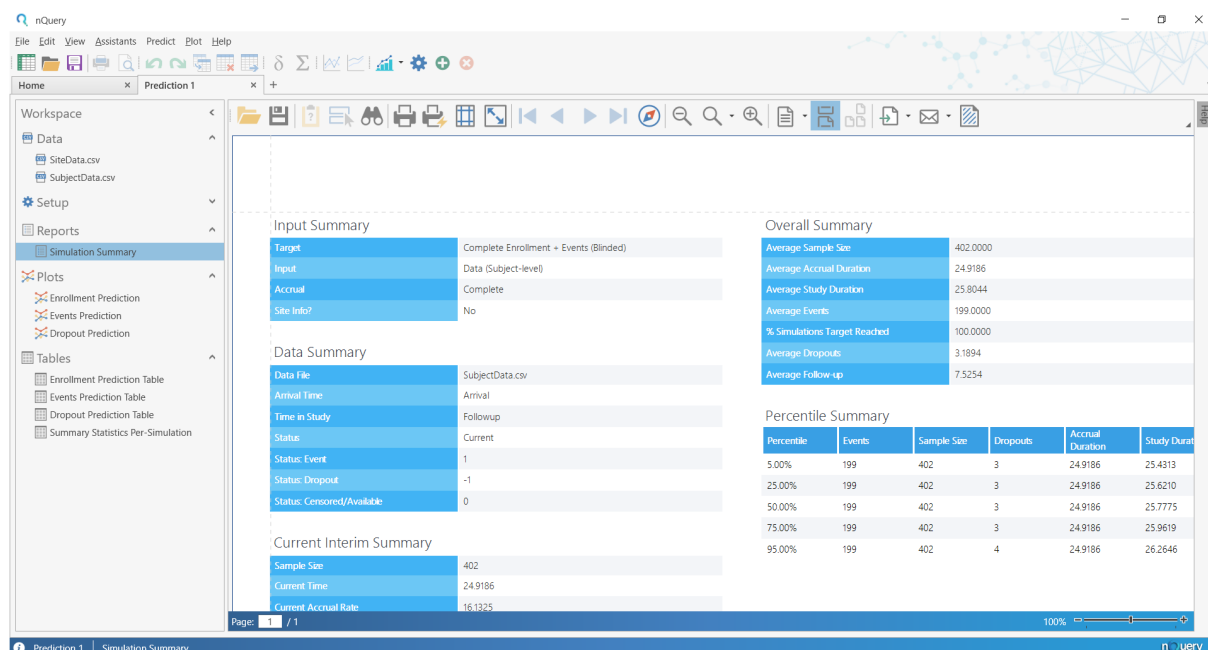 nQuery
File Edit View Assistants Predict Plot Help
Home × Prediction 1 × +
Workspace
Data
SiteData.csv
SubjectData.csv
Setup
Reports
Simulation Summary
Plots
Enrollment Prediction
Events Prediction
Dropout Prediction
Tables
Enrollment Prediction Table
Events Prediction Table
Dropout Prediction Table
Summary Statistics Per-Simulation
Input Summary
Target Complete Enrollment + Events (Blinded)
Input Data (Subject-level)
Accrual Complete
Site Info? No
Data Summary
Data File SubjectData.csv
Arrival Time Arrival
Time in Study Followup
Status Current
Status: Event 1
Status: Dropout -1
Status: Censored/Available 0
Current Interim Summary
Sample Size 402
Current Time 24.9186
Current Accrual Rate 16.1325
Overall Summary
Average Sample Size 402.0000
Average Accrual Duration 24.9186
Average Study Duration 25.8044
Average Events 199.0000
% Simulations Target Reached 100.0000
Average Dropouts 3.1894
Average Follow-up 7.5254
Percentile Summary
Percentile Events Sample Size Dropouts Accrual Duration Study Durat
5.00% 199 402 3 24.9186 25.4313
25.00% 199 402 3 24.9186 25.6210
50.00% 199 402 3 24.9186 25.7775
75.00% 199 402 3 24.9186 25.9619
95.00% 199 402 4 24.9186 26.2646
Help
Page: 1 / 1
100%
Prediction 1 Simulation Summary
nQuery